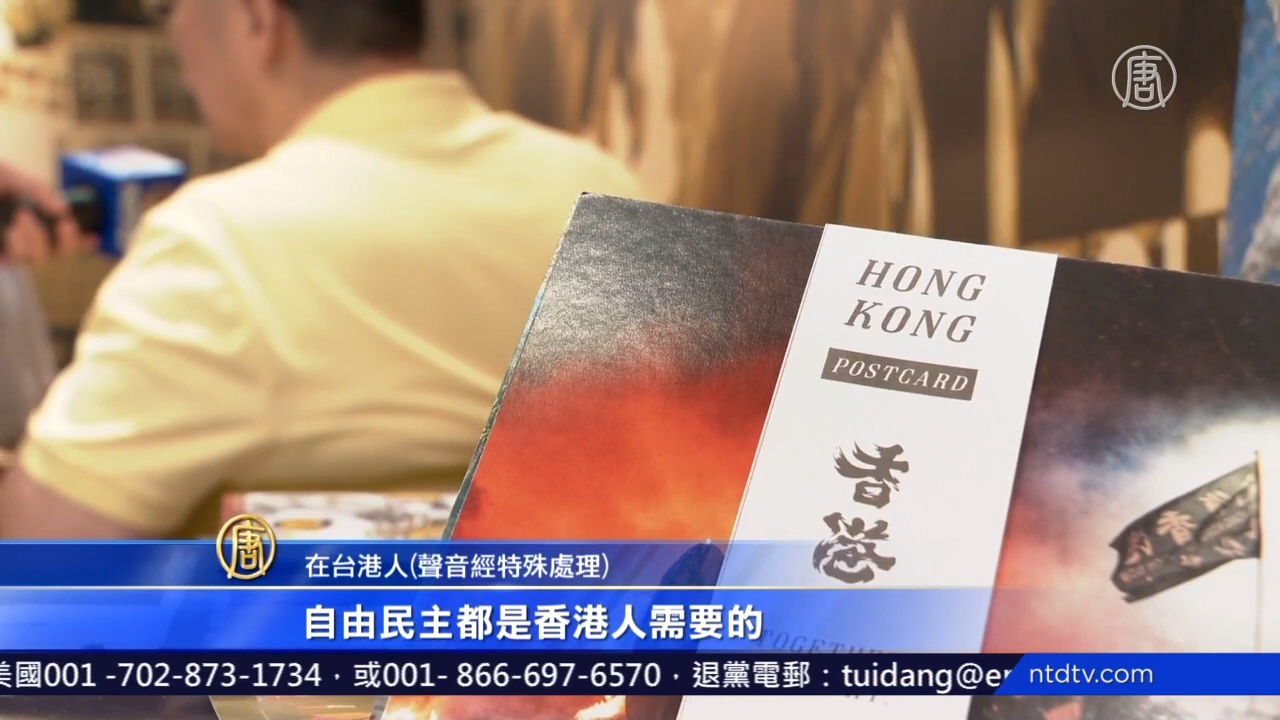 唐
HONG
KONG
POSTCARD
香港
唐
在台港人(聲音經特殊處理)
自由民主都是香港人需要的
TOGETHER
美國001 -702-873-1734，或001- 866-697-6570，退黨電郵：tuidang@e
ntdtv.com